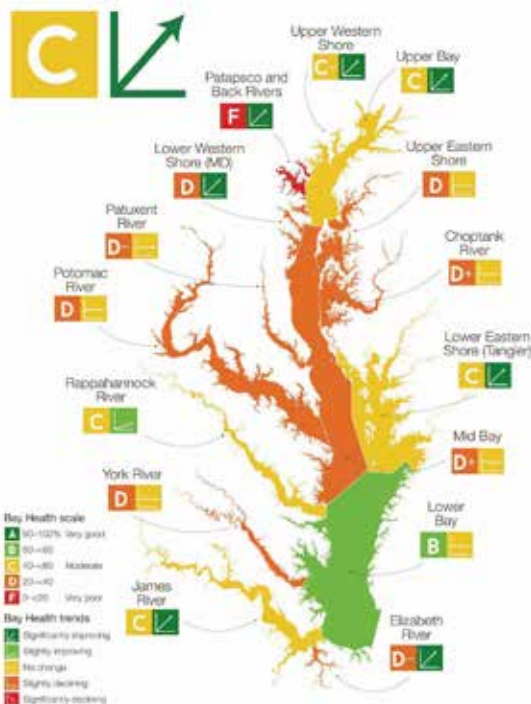 C
Upper Western
Shore
C
Upper Bay
C
Patapsco and
Back Rivers
F
Lower Western
Shore (MD)
D
Upper Eastern
Shore
D
Patuxent
River
D-
Choptank
River
D+
Potomac
River
D
Lower Eastern
Shore (Tangier)
C
Rappahannock
River
C
Mid Bay
D+
York River
D
Lower
Bay
B
James
River
C
Elizabeth
River
D-
Bay Health scale
A Very good
B
C Moderate
D
F Very poor
Bay Health trends
Significantly improving
Slightly improving
No change
Slightly declining
Significantly declining